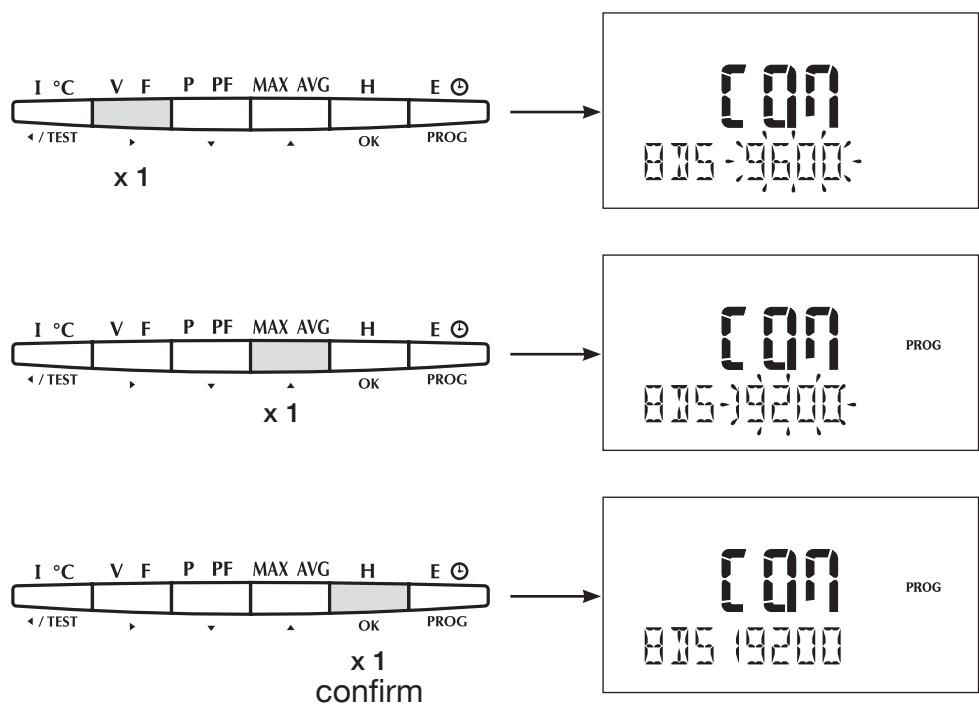 I °C V F P PF MAX AVG H E
COM
◂ / TEST ▸ ▾ ▴ OK PROG
BDS 9600
x 1
I °C V F P PF MAX AVG H E
COM
PROG
◂ / TEST ▸ ▾ ▴ OK PROG
BDS 19200
x 1
I °C V F P PF MAX AVG H E
COM
PROG
◂ / TEST ▸ ▾ ▴ OK PROG
BDS 19200
x 1
confirm